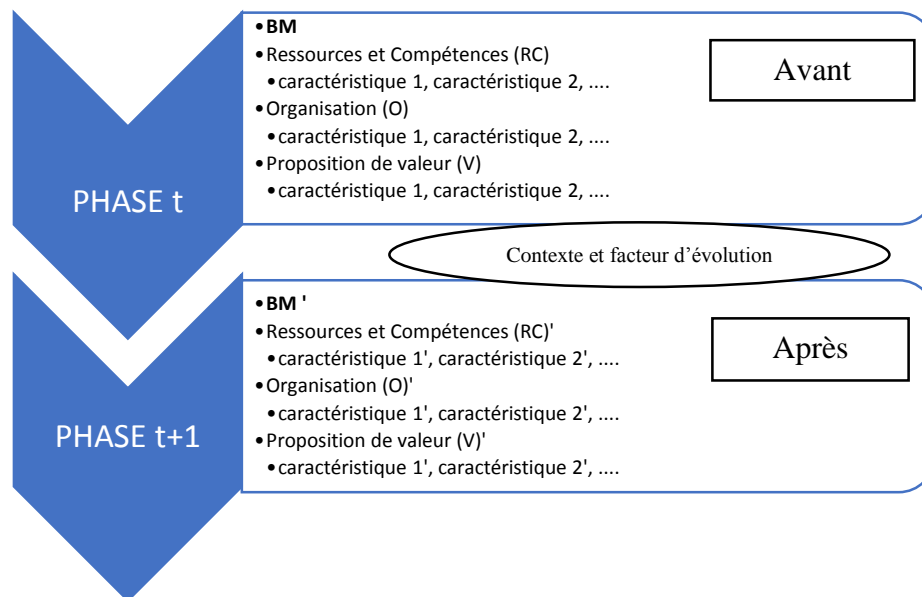 •BM
•Ressources et Compétences (RC)
•caractéristique 1, caractéristique 2, ....
•Organisation (O)
•caractéristique 1, caractéristique 2, ....
•Proposition de valeur (V)
•caractéristique 1, caractéristique 2, ....
Avant
PHASE t
Contexte et facteur d’évolution
•BM '
•Ressources et Compétences (RC)'
•caractéristique 1', caractéristique 2', ....
•Organisation (O)'
•caractéristique 1', caractéristique 2', ....
•Proposition de valeur (V)'
•caractéristique 1', caractéristique 2', ....
Après
PHASE t+1